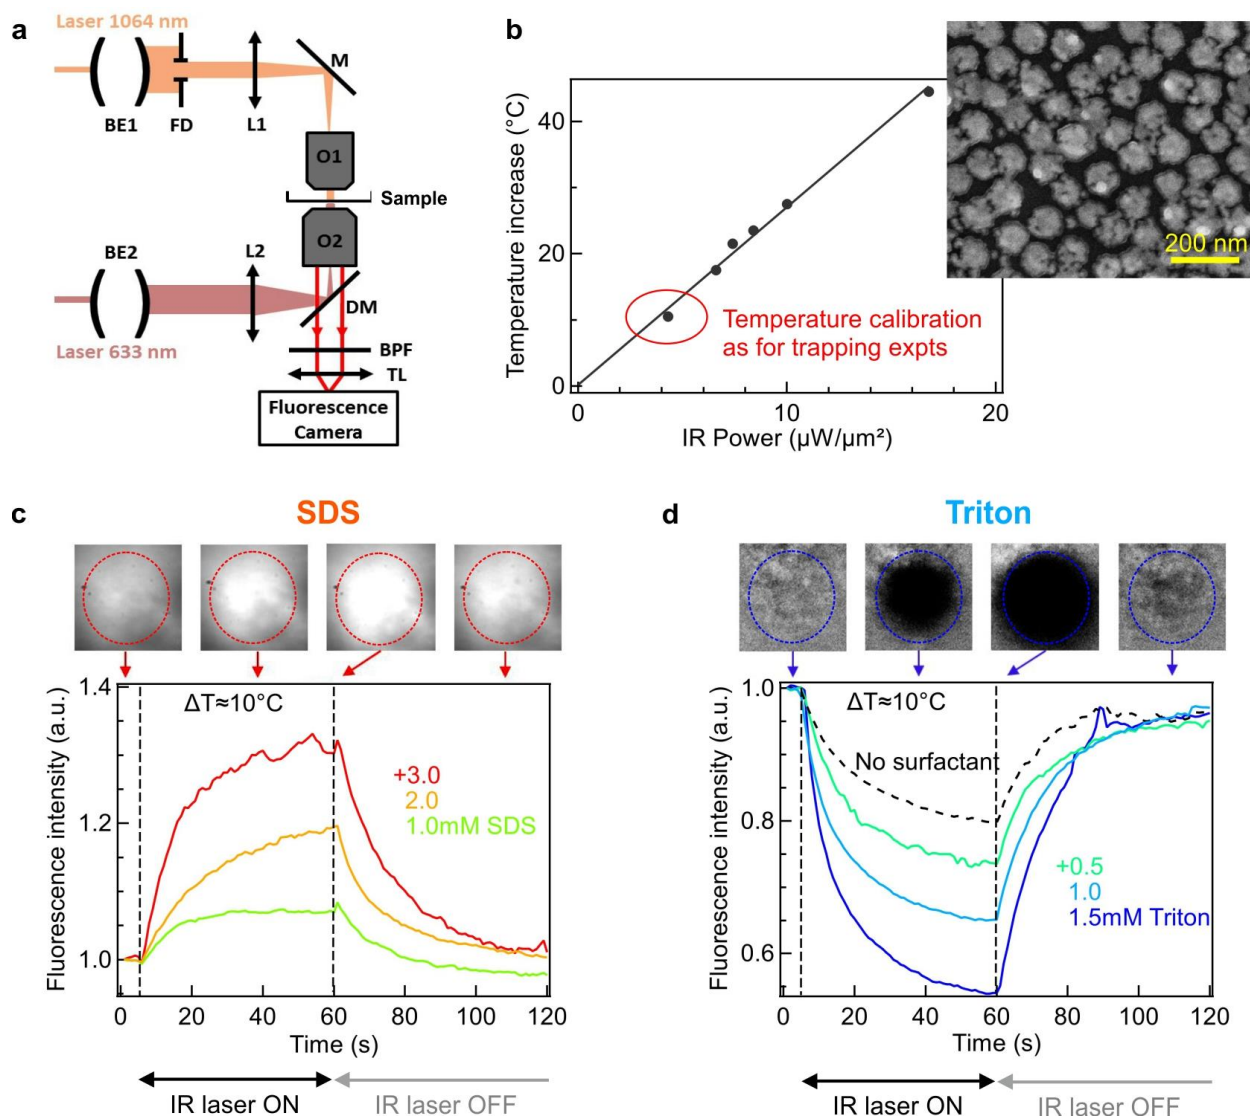 a
Laser 1064 nm
M
BE1
FD
L1
O1
Sample
O2
BE2
L2
DM
Laser 633 nm
BPF
TL
Fluorescence
Camera
b
Temperature increase (°C)
40
20
0
0
10
20
IR Power (µW/µm²)
Temperature calibration
as for trapping expts
200 nm
c
SDS
Fluorescence intensity (a.u.)
1.4
1.2
1.0
ΔT≈10°C
+3.0
2.0
1.0mM SDS
0
20
40
60
80
100
120
Time (s)
IR laser ON
IR laser OFF
d
Triton
Fluorescence intensity (a.u.)
1.0
0.8
0.6
ΔT≈10°C
No surfactant
+0.5
1.0
1.5mM Triton
20
40
60
80
100
120
Time (s)
IR laser ON
IR laser OFF